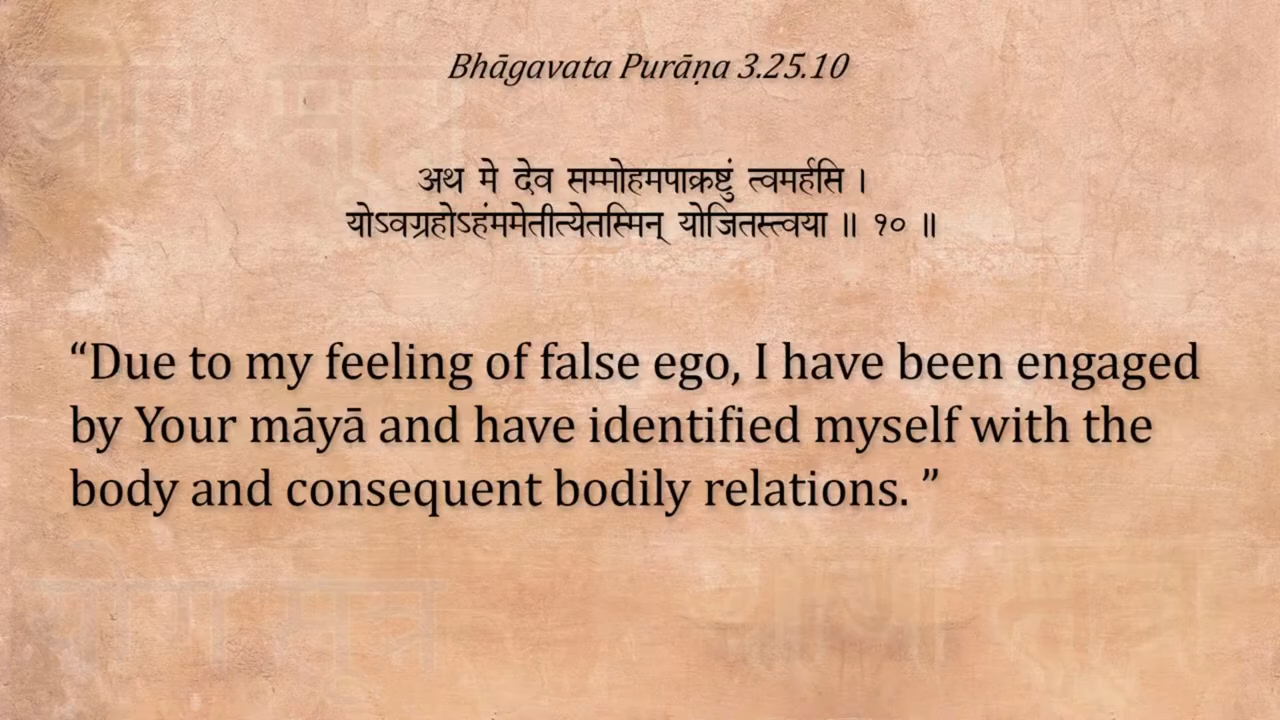 Bhāgavata Purāṇa 3.25.10
अथ मे देव सम्मोहमपाक्रष्टुं त्वमर्हसि ।
योऽवग्रहोऽहंममेतीत्येतस्मिन् योजितस्त्वया ॥ १० ॥
“Due to my feeling of false ego, I have been engaged
by Your māyā and have identified myself with the
body and consequent bodily relations. ”
योग सूत्र
योग सूत्र
योग सूत्र